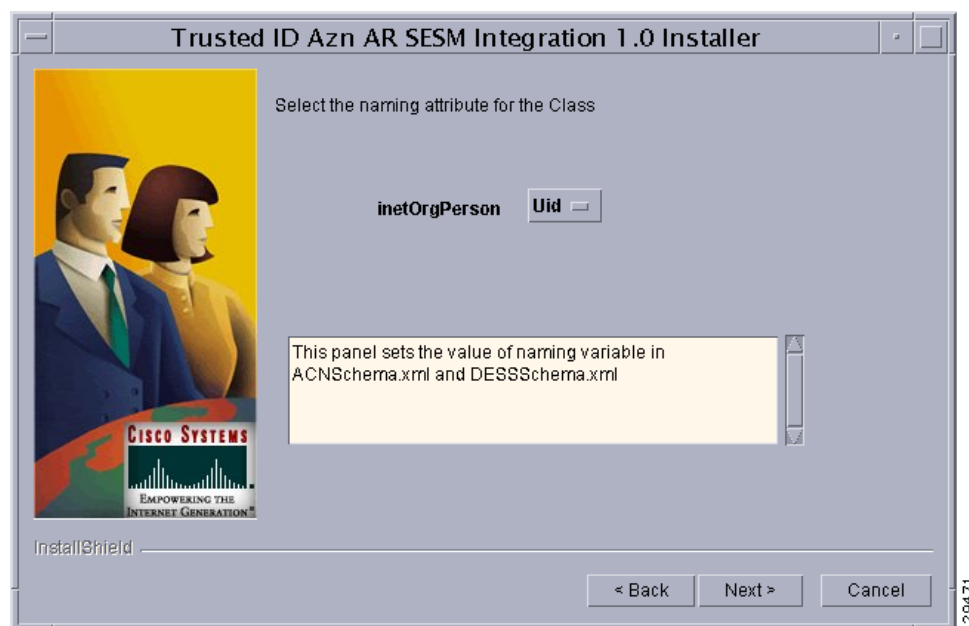 Trusted ID Azn AR SESM Integration 1.0 Installer
Select the naming attribute for the Class
inetOrgPerson Uid
This panel sets the value of naming variable in
ACNSchema.xml and DESSSchema.xml
CISCO SYSTEMS
EMPOWERING THE
INTERNET GENERATION
InstallShield
< Back Next > Cancel